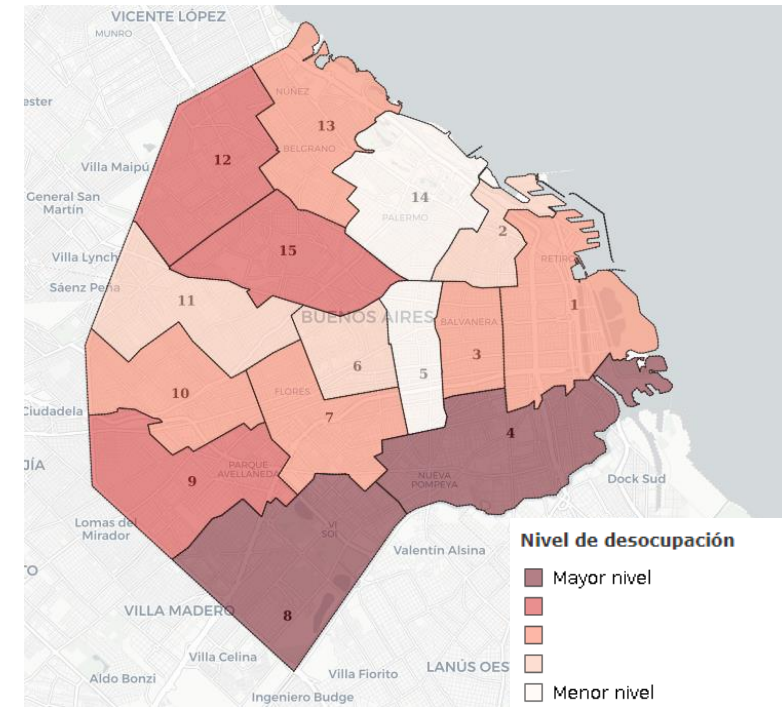 VICENTE LÓPEZ
MUNRO
NÚÑEZ
13
BELGRANO
12
Villa Maipú
General San
Martín
14
PALERMO
2
15
Villa Lynch
RETIRO
Sáenz Peña
11
1
BUENOS AIRES
BALVANERA
6
5
3
10
FLORES
Ciudadela
7
4
PARQUE
AVELLANEDA
9
NUEVA
POMPEYA
Dock Sud
Lomas del
Mirador
VI
Valentín Alsina
VILLA MADERO
8
Villa Celina
LANÚS OES
Aldo Bonzi
Villa Fiorito
Ingeniero Budge
Nivel de desocupación
Mayor nivel
Menor nivel